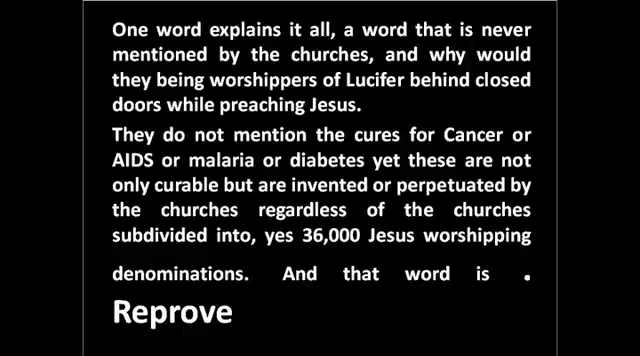 One word explains it all, a word that is never
mentioned by the churches, and why would
they being worshippers of Lucifer behind closed
doors while preaching Jesus.
They do not mention the cures for Cancer or
AIDS or malaria or diabetes yet these are not
only curable but are invented or perpetuated by
the churches regardless of the churches
subdivided into, yes 36,000 Jesus worshipping
denominations. And that word is .
Reprove